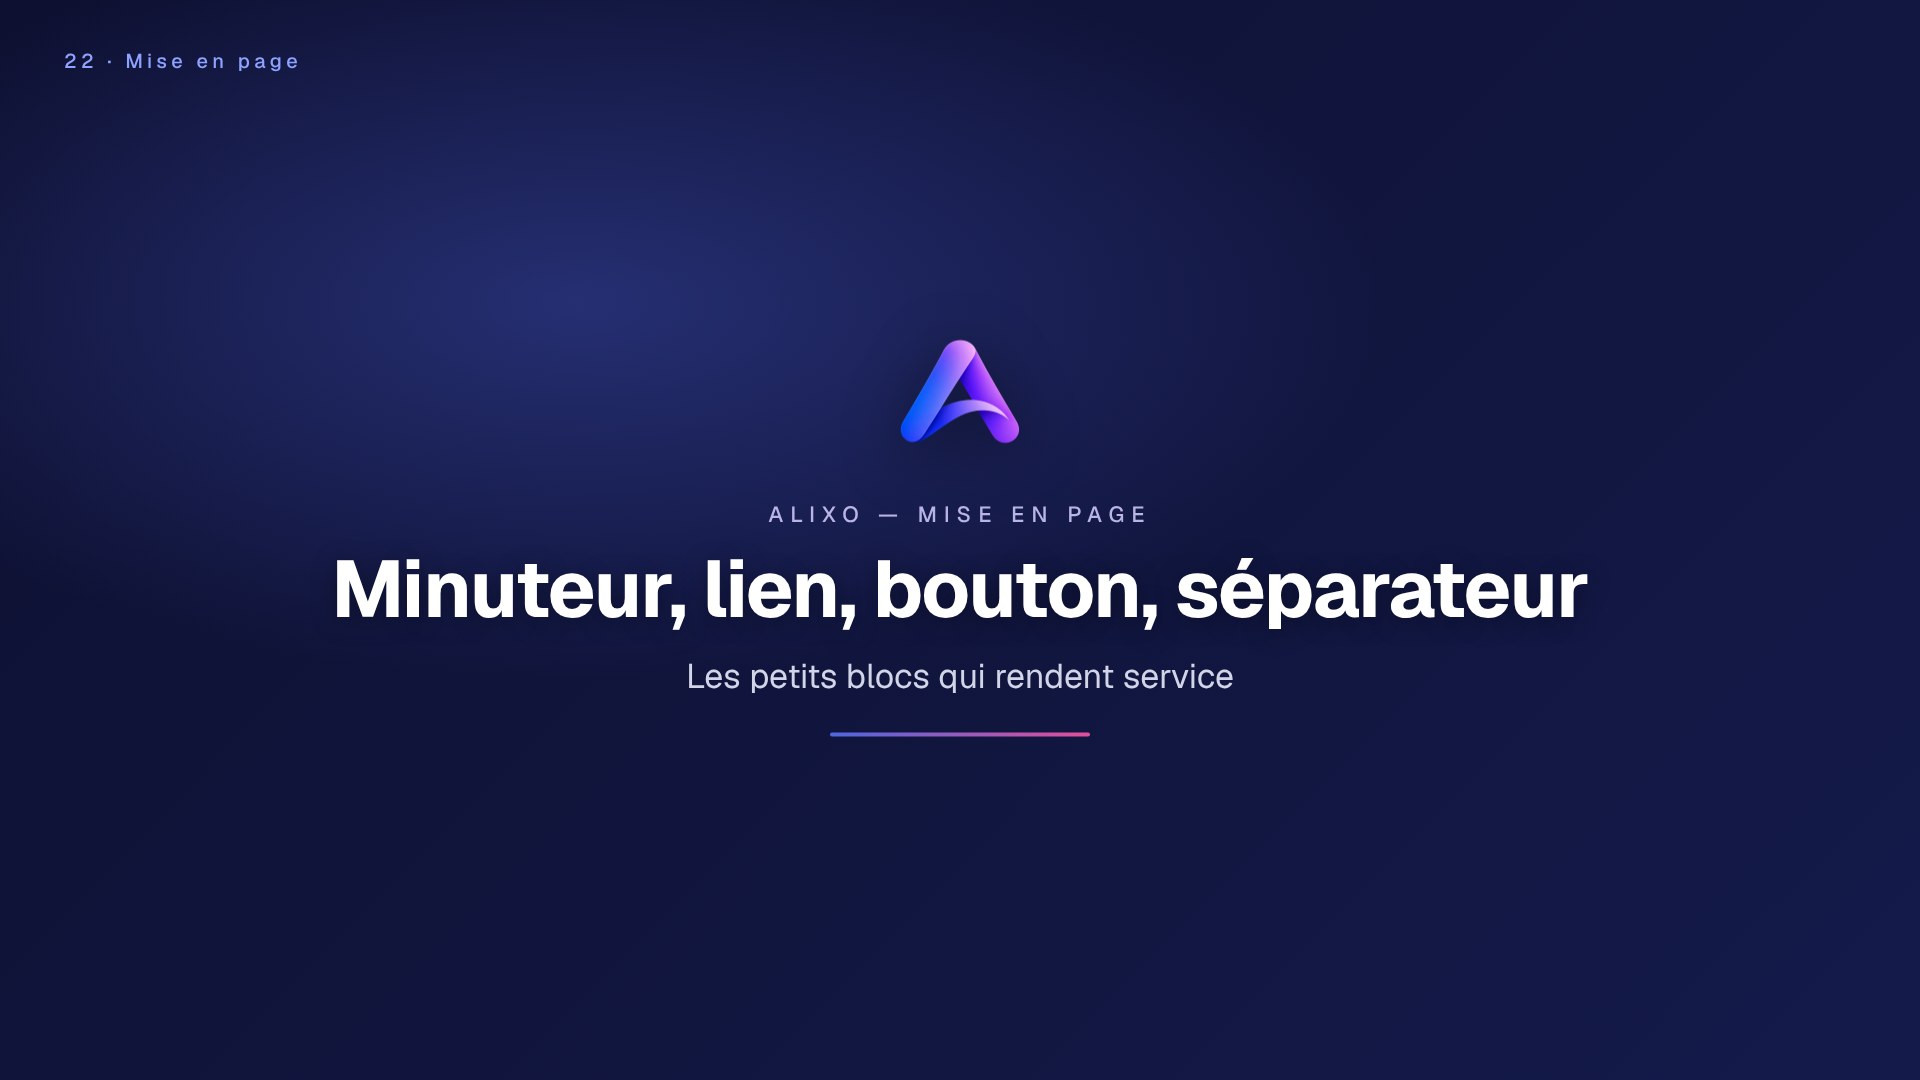 22 · Mise en page
ALIXO — MISE EN PAGE
Minuteur, lien, bouton, séparateur
Les petits blocs qui rendent service